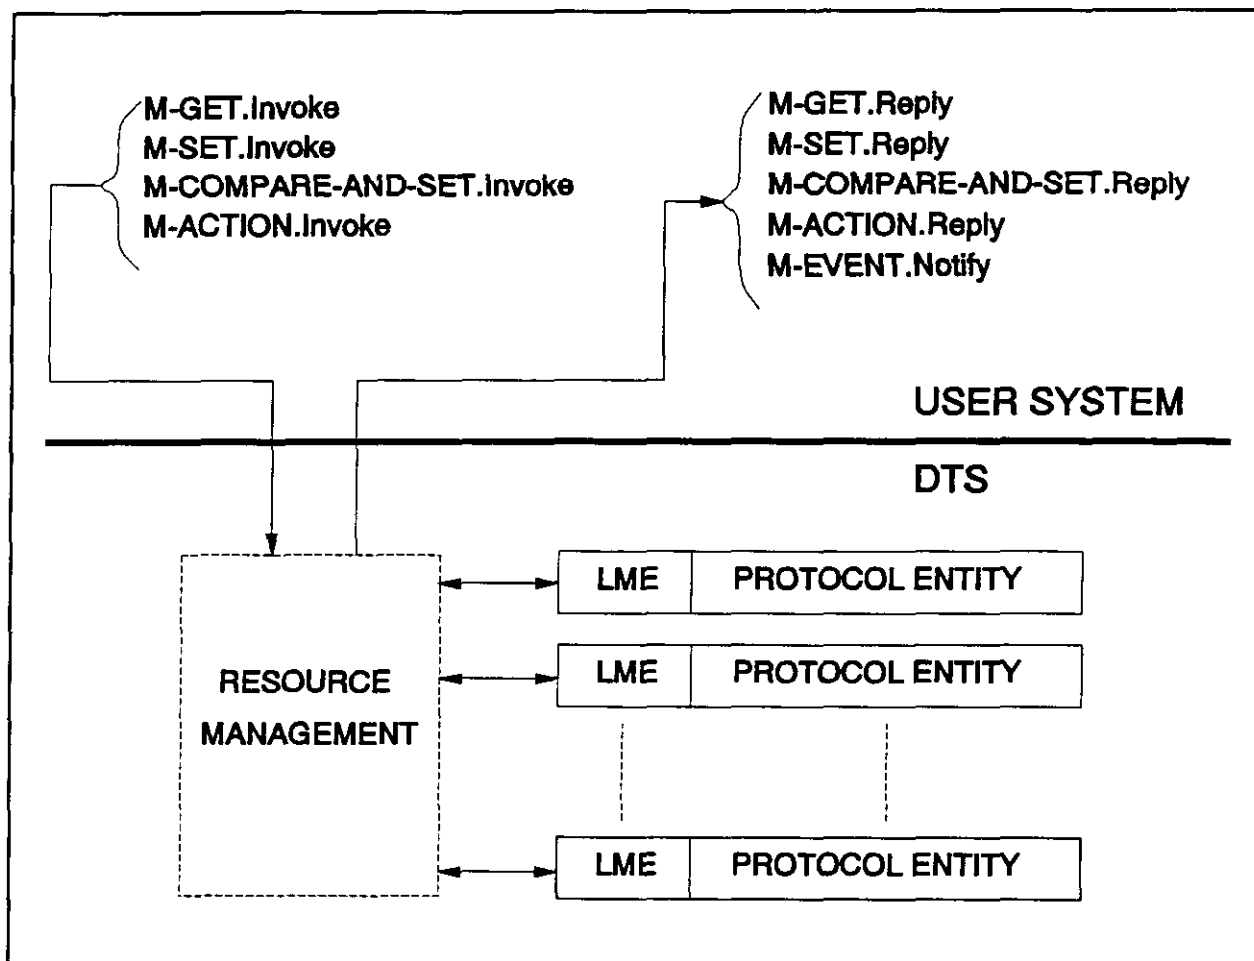 M-GET.Invoke
M-SET.Invoke
M-COMPARE-AND-SET.Invoke
M-ACTION.Invoke
M-GET.Reply
M-SET.Reply
M-COMPARE-AND-SET.Reply
M-ACTION.Reply
M-EVENT.Notify
USER SYSTEM
DTS
RESOURCE
MANAGEMENT
LME PROTOCOL ENTITY
LME PROTOCOL ENTITY
LME PROTOCOL ENTITY